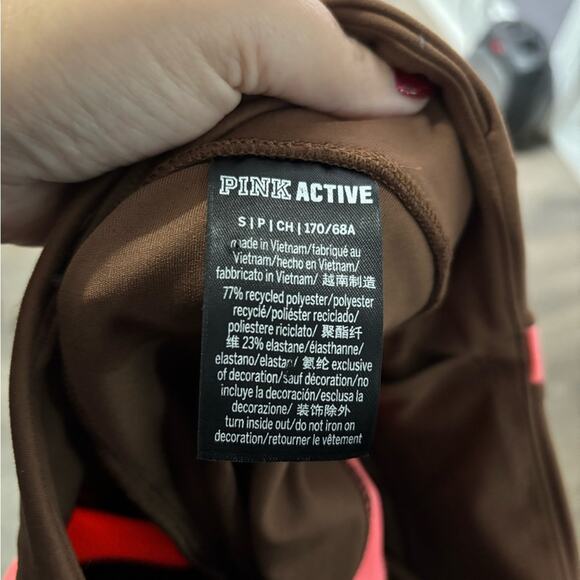 PINK ACTIVE
S | P | CH | 170/68A
made in Vietnam/fabriqué au
Vietnam/hecho en Vietnam/
fabbricato in Vietnam/ 越南制造
77% recycled polyester/polyester
recyclé/poliéster reciclado/
poliestere riciclato/ 聚酯纤
维 23% elastane/élasthanne/
elastano/elastan/ 氨纶 exclusive
of decoration/sauf décoration/no
incluye la decoración/esclusa la
decorazione/ 装饰除外
turn inside out/do not iron on
decoration/retourner le vêtement